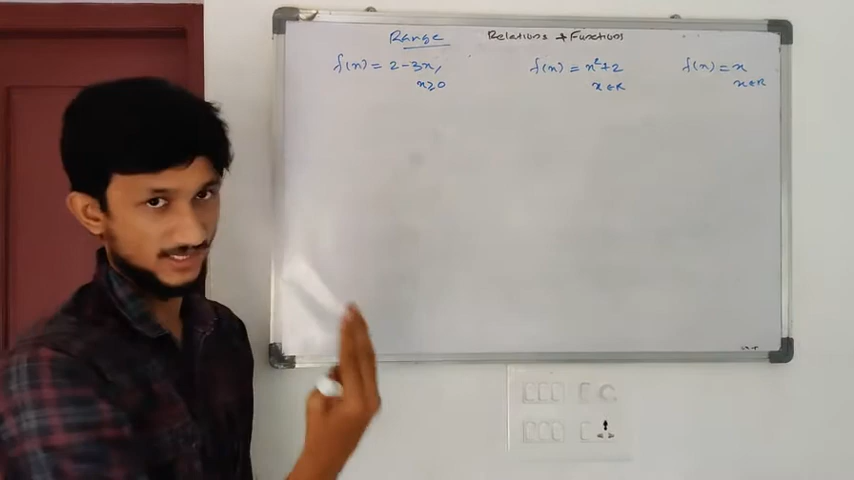 Range Relations + Functions
f(x) = 2-3x, f(x) = x²+2 f(x) = x
x≥0 x∈R x∈R